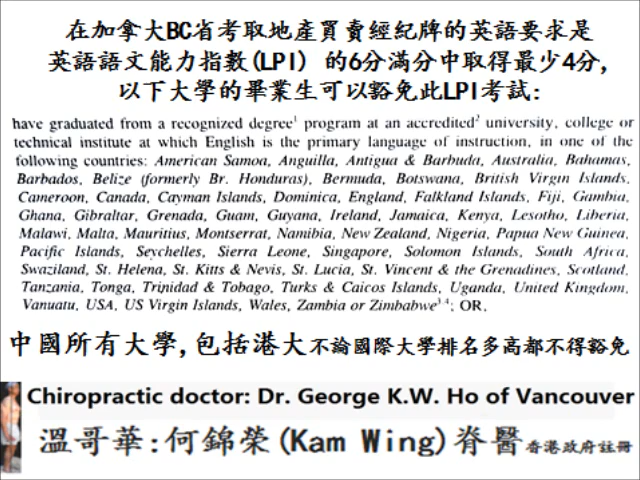 在加拿大BC省考取地產買賣經紀牌的英語要求是
英語語文能力指數(LPI) 的6分滿分中取得最少4分,
以下大學的畢業生可以豁免此LPI考試:
have graduated from a recognized degree¹ program at an accredited² university, college or
technical institute at which English is the primary language of instruction, in one of the
following countries: American Samoa, Anguilla, Antigua & Barbuda, Australia, Bahamas,
Barbados, Belize (formerly Br. Honduras), Bermuda, Botswana, British Virgin Islands,
Cameroon, Canada, Cayman Islands, Dominica, England, Falkland Islands, Fiji, Gambia,
Ghana, Gibraltar, Grenada, Guam, Guyana, Ireland, Jamaica, Kenya, Lesotho, Liberia,
Malawi, Malta, Mauritius, Montserrat, Namibia, New Zealand, Nigeria, Papua New Guinea,
Pacific Islands, Seychelles, Sierra Leone, Singapore, Solomon Islands, South Africa,
Swaziland, St. Helena, St. Kitts & Nevis, St. Lucia, St. Vincent & the Grenadines, Scotland,
Tanzania, Tonga, Trinidad & Tobago, Turks & Caicos Islands, Uganda, United Kingdom,
Vanuatu, USA, US Virgin Islands, Wales, Zambia or Zimbabwe³˒⁴; OR,
中國所有大學,包括港大不論國際大學排名多高都不得豁免
Chiropractic doctor: Dr. George K.W. Ho of Vancouver
溫哥華:何錦榮(Kam Wing)脊醫香港政府註冊